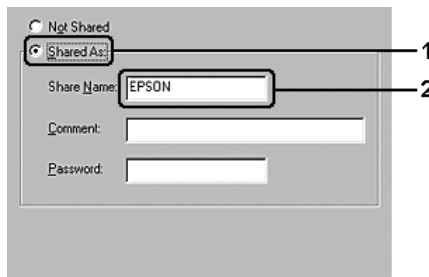 Not Shared
Shared As: 1
Share Name: EPSON 2
Comment:
Password: